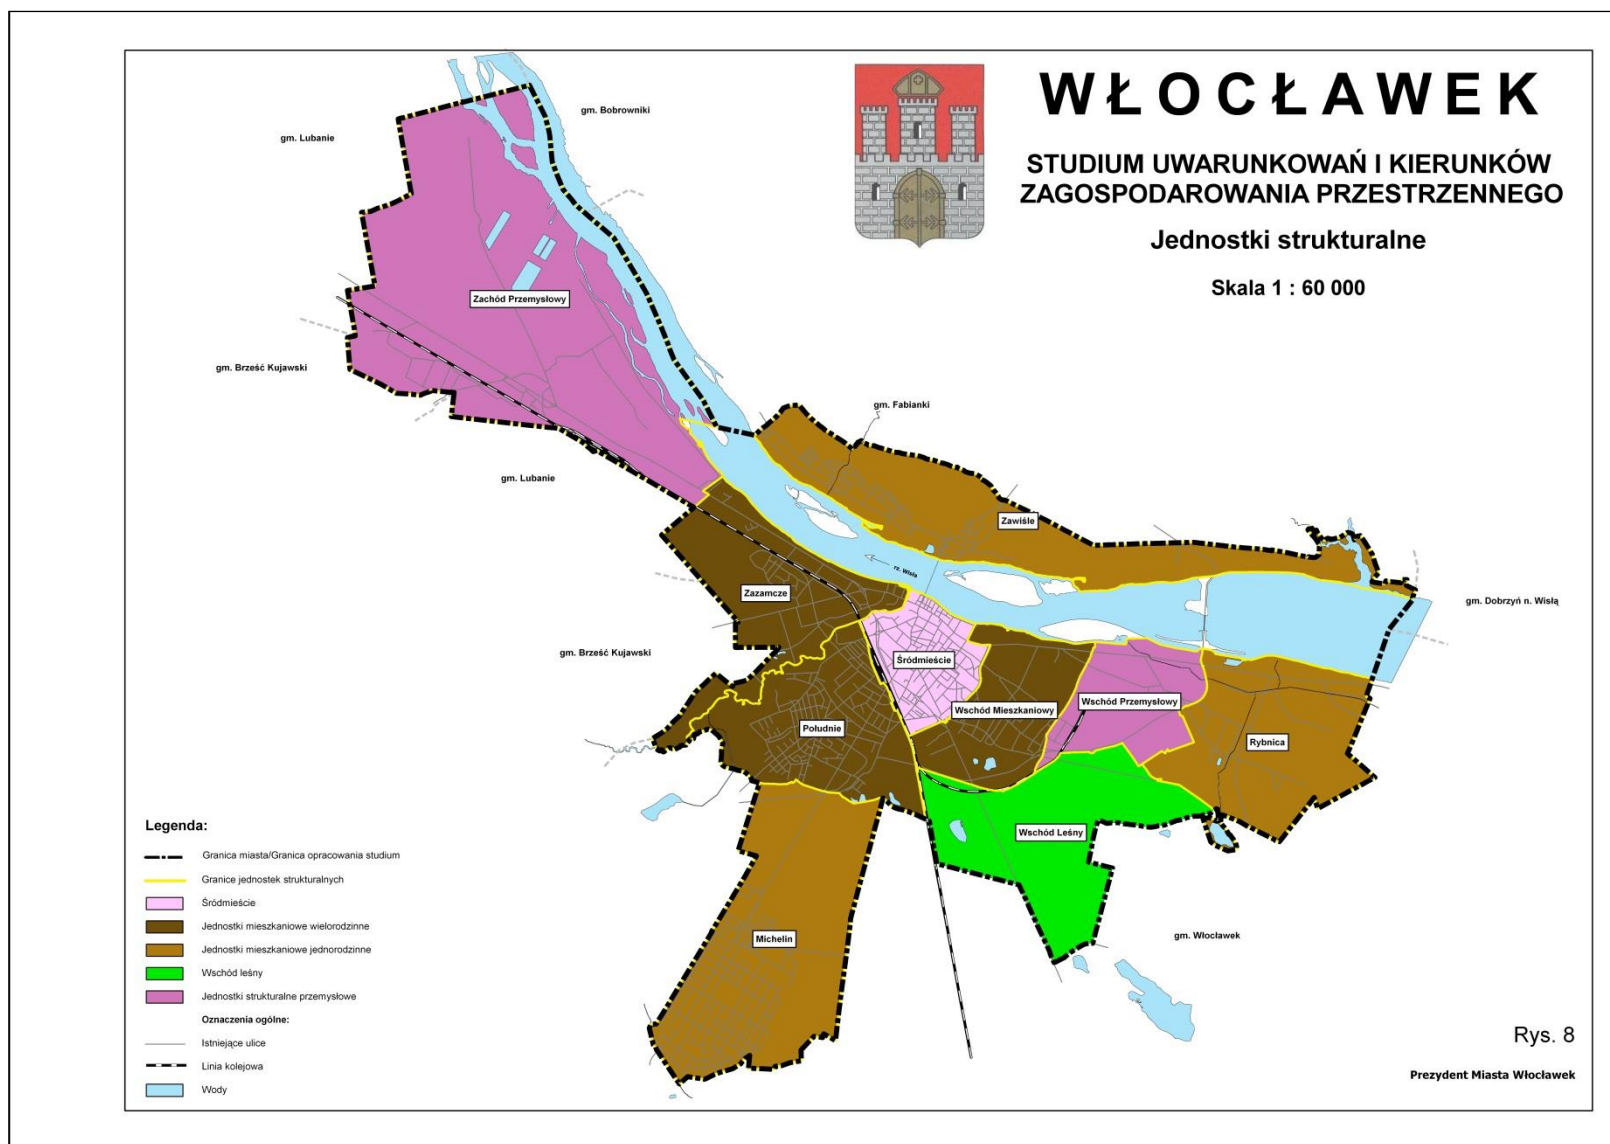 WŁOCŁAWEK
STUDIUM UWARUNKOWAŃ I KIERUNKÓW
ZAGOSPODAROWANIA PRZESTRZENNEGO
Jednostki strukturalne
Skala 1 : 60 000
gm. Bobrowniki
gm. Lubanie
Zachód Przemysłowy
gm. Brześć Kujawski
gm. Fabianki
gm. Lubanie
Zawiśle
rz. Wisła
Zazamcze
gm. Dobrzyń n. Wisłą
gm. Brześć Kujawski
Śródmieście
Wschód Przemysłowy
Wschód Mieszkaniowy
Południe
Rybnica
Wschód Leśny
gm. Włocławek
Michelin
Legenda:
Granica miasta/Granica opracowania studium
Granice jednostek strukturalnych
Śródmieście
Jednostki mieszkaniowe wielorodzinne
Jednostki mieszkaniowe jednorodzinne
Wschód leśny
Jednostki strukturalne przemysłowe
Oznaczenia ogólne:
Istniejące ulice
Linia kolejowa
Wody
Rys. 8
Prezydent Miasta Włocławek